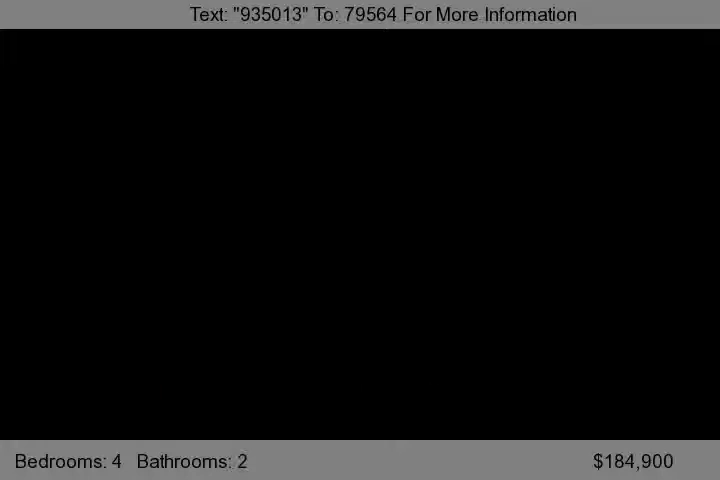 Text: "935013" To: 79564 For More Information
Bedrooms: 4 Bathrooms: 2 $184,900